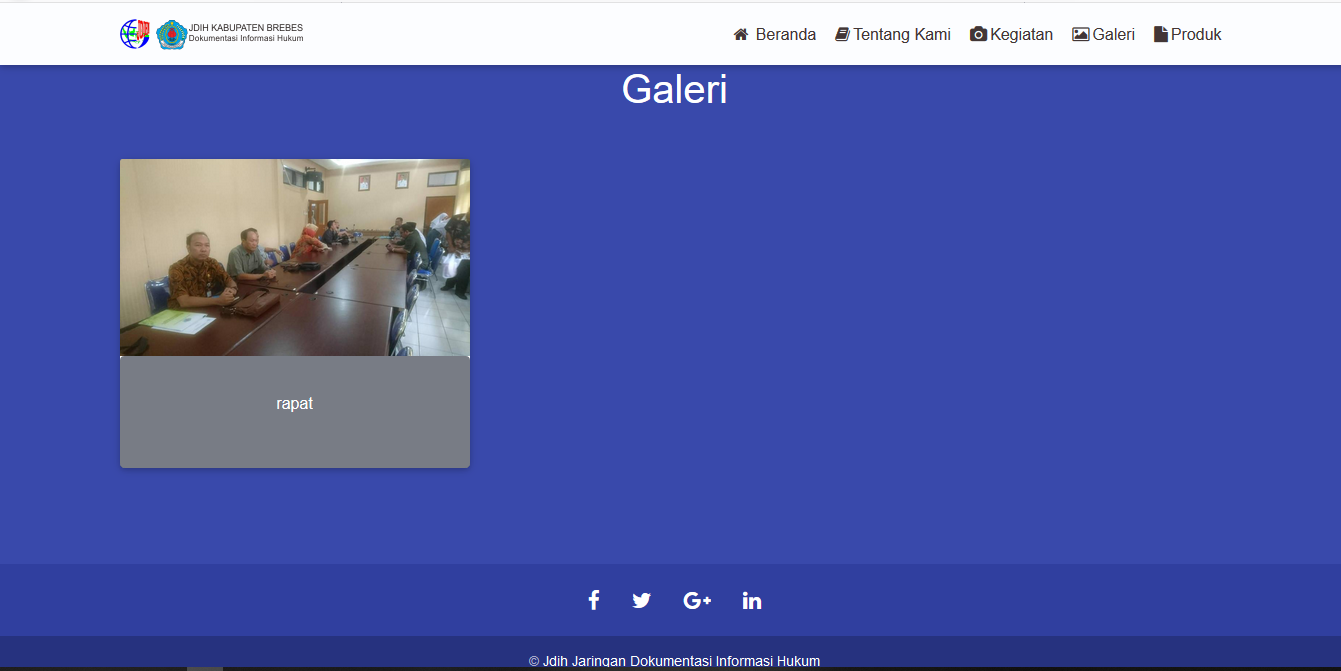 JDIH KABUPATEN BREBES
Dokumentasi Informasi Hukum
Beranda Tentang Kami Kegiatan Galeri Produk
Galeri
rapat
© Jdih Jaringan Dokumentasi Informasi Hukum